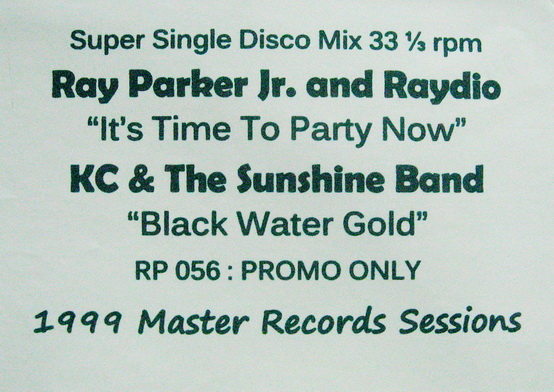 Super Single Disco Mix 33 ⅓ rpm
Ray Parker Jr. and Raydio
“It’s Time To Party Now”
KC & The Sunshine Band
“Black Water Gold”
RP 056 : PROMO ONLY
1999 Master Records Sessions